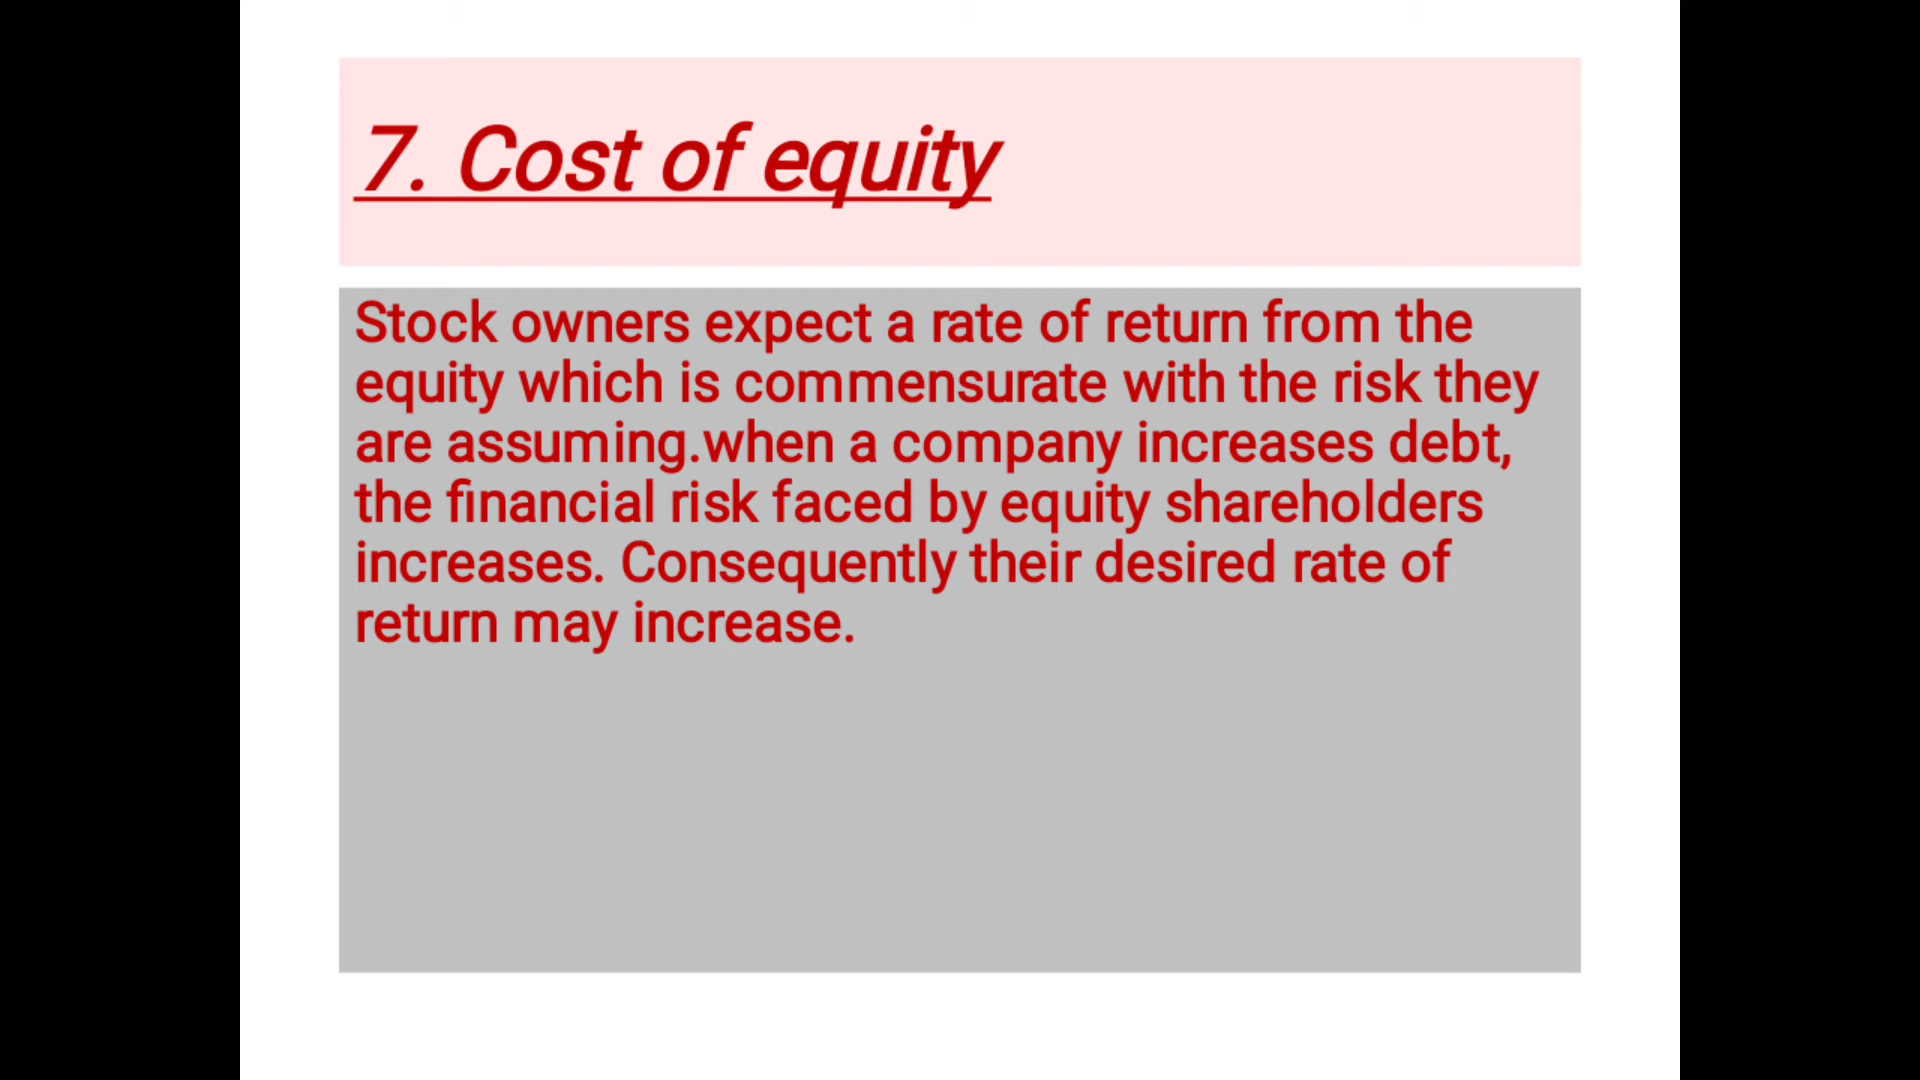 7. Cost of equity
Stock owners expect a rate of return from the
equity which is commensurate with the risk they
are assuming.when a company increases debt,
the financial risk faced by equity shareholders
increases. Consequently their desired rate of
return may increase.